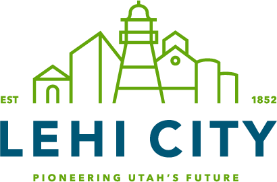 EST 1852
LEHI CITY
PIONEERING UTAH'S FUTURE